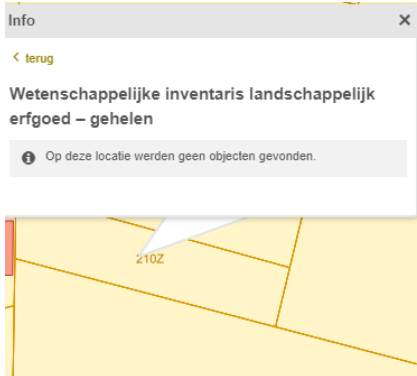 Info
terug
Wetenschappelijke inventaris landschappelijk
erfgoed – gehelen
Op deze locatie werden geen objecten gevonden.
210Z